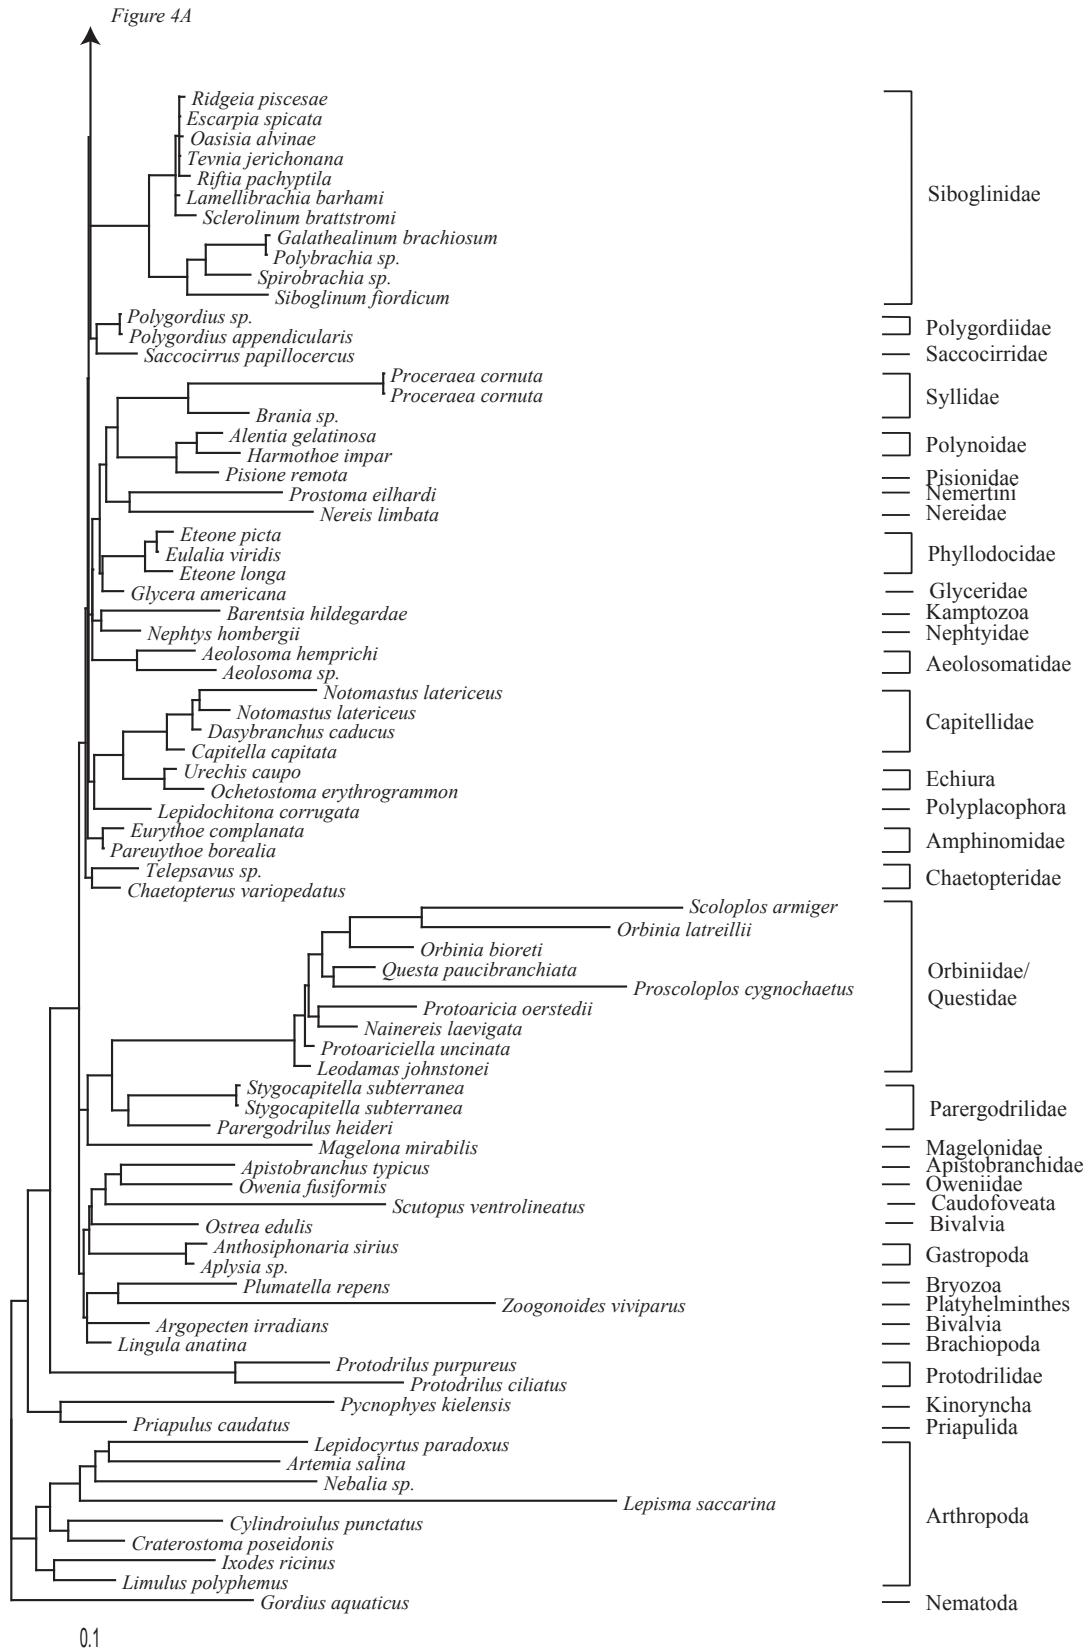 Figure 4A
Ridgeia piscesae
Escarpia spicata
Oasisia alvinae
Tevnia jerichonana
Riftia pachyptila
Lamellibrachia barhami
Sclerolinum brattstromi
Siboglinidae
Galathealinum brachiosum
Polybrachia sp.
Spirobrachia sp.
Siboglinum fiordicum
Polygordius sp.
Polygordius appendicularis
Polygordiidae
Saccocirrus papillocercus
Saccocirridae
Proceraea cornuta
Proceraea cornuta
Brania sp.
Syllidae
Alentia gelatinosa
Harmothoe impar
Polynoidae
Pisione remota
Pisionidae
Prostoma eilhardi
Nemertini
Nereis limbata
Nereidae
Eteone picta
Eulalia viridis
Eteone longa
Phyllodocidae
Glycera americana
Glyceridae
Barentsia hildegardae
Kamptozoa
Nephtys hombergii
Nephtyidae
Aeolosoma hemprichi
Aeolosoma sp.
Aeolosomatidae
Notomastus latericeus
Notomastus latericeus
Dasybranchus caducus
Capitella capitata
Capitellidae
Urechis caupo
Ochetostoma erythrogrammon
Echiura
Lepidochitona corrugata
Polyplacophora
Eurythoe complanata
Pareuythoe borealia
Amphinomidae
Telepsavus sp.
Chaetopterus variopedatus
Chaetopteridae
Scoloplos armiger
Orbinia latreillii
Orbinia bioreti
Questa paucibranchiata
Proscoloplos cygnochaetus
Protoaricia oerstedii
Nainereis laevigata
Protoariciella uncinata
Leodamas johnstonei
Orbiniidae/
Questidae
Stygocapitella subterranea
Stygocapitella subterranea
Parergodrilus heideri
Parergodrilidae
Magelona mirabilis
Magelonidae
Apistobranchus typicus
Apistobranchidae
Owenia fusiformis
Oweniidae
Scutopus ventrolineatus
Caudofoveata
Ostrea edulis
Bivalvia
Anthosiphonaria sirius
Aplysia sp.
Gastropoda
Plumatella repens
Bryozoa
Zoogonoides viviparus
Platyhelminthes
Argopecten irradians
Bivalvia
Lingula anatina
Brachiopoda
Protodrilus purpureus
Protodrilus ciliatus
Protodrilidae
Pycnophyes kielensis
Kinoryncha
Priapulus caudatus
Priapulida
Lepidocyrtus paradoxus
Artemia salina
Nebalia sp.
Lepisma saccarina
Cylindroiulus punctatus
Craterostoma poseidonis
Ixodes ricinus
Limulus polyphemus
Arthropoda
Gordius aquaticus
Nematoda
0.1